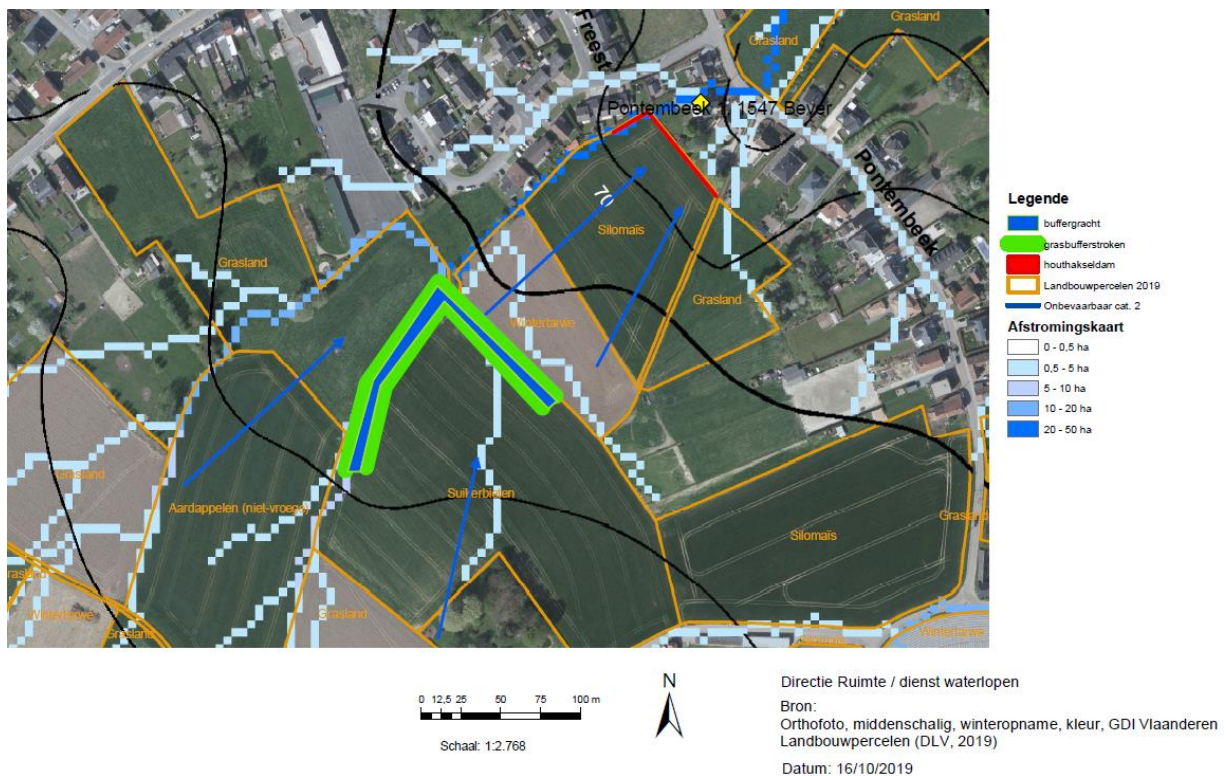 Grasland
Grasland
Freest
Pontembeek 1, 1547 Bever
Pontembeek
70
Silomaïs
Grasland
Grasland
Wintertarwe
Grasland
Aardappelen (niet-vroege)
Suikerbieten
Silomaïs
Grasland
Grasland
Wintertarwe
Grasland
Grasland
Wintertarwe
Legende
buffergracht
grasbufferstroken
houthakseldam
Landbouwpercelen 2019
Onbevaarbaar cat. 2
Afstromingskaart
0 - 0,5 ha
0,5 - 5 ha
5 - 10 ha
10 - 20 ha
20 - 50 ha
0 12,5 25 50 75 100 m
Schaal: 1:2.768
N
Directie Ruimte / dienst waterlopen
Bron:
Orthofoto, middenschalig, winteropname, kleur, GDI Vlaanderen
Landbouwpercelen (DLV, 2019)
Datum: 16/10/2019